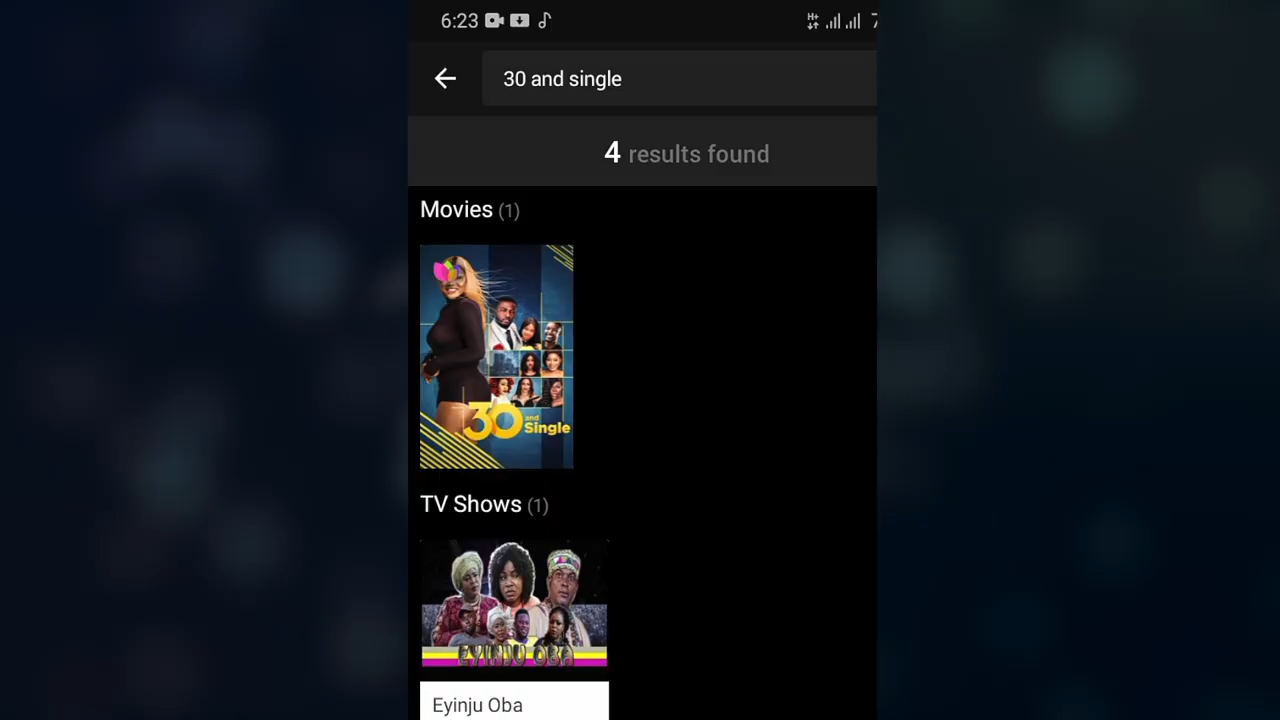 6:23
H+
7
30 and single
4 results found
Movies (1)
30 and Single
TV Shows (1)
EYINJU OBA
Eyinju Oba